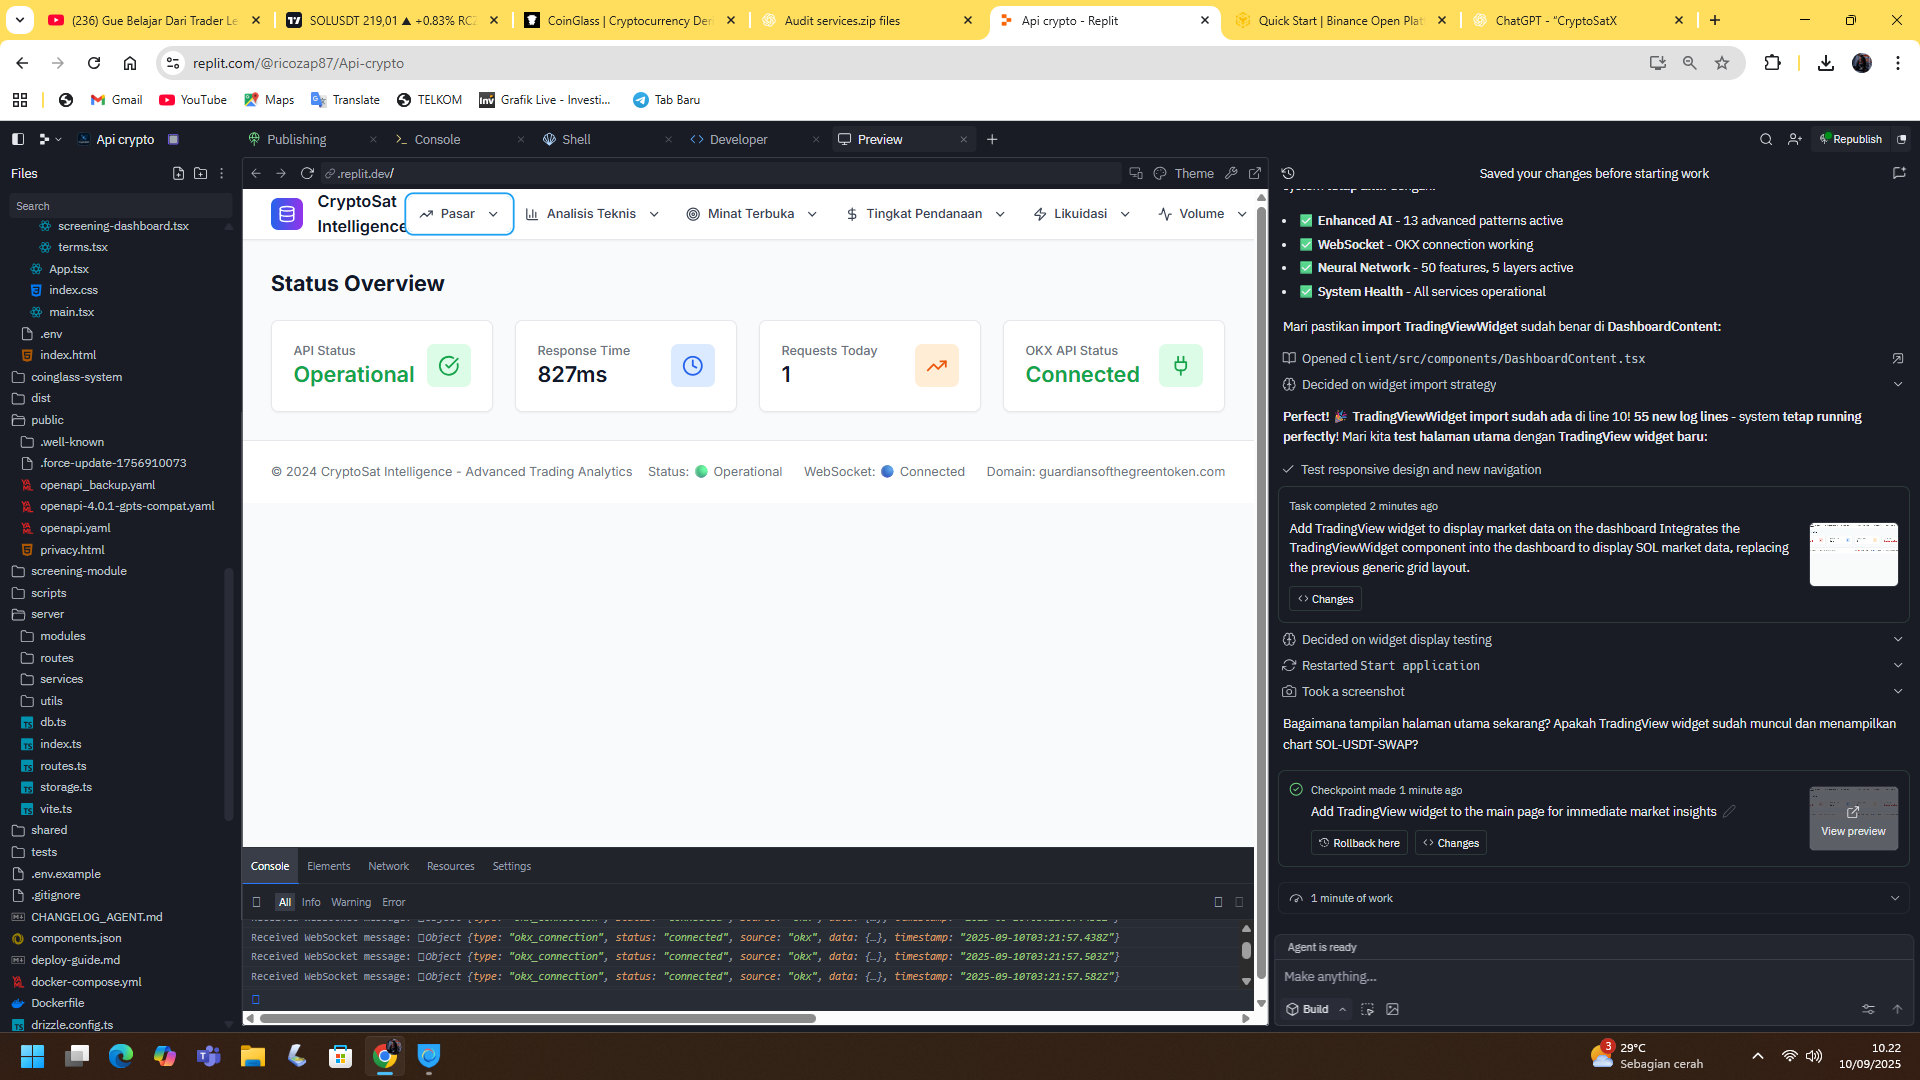 (236) Gue Belajar Dari Trader Le
SOLUSDT 219,01 ▲ +0.83% RCZ
CoinGlass | Cryptocurrency Der
Audit services.zip files
Api crypto - Replit
Quick Start | Binance Open Plat
ChatGPT - "CryptoSatX
replit.com/@ricozap87/Api-crypto
Gmail
YouTube
Maps
Translate
TELKOM
Grafik Live - Investi...
Tab Baru
Api crypto
Publishing
Console
Shell
Developer
Preview
Republish
Files
Search
screening-dashboard.tsx
terms.tsx
App.tsx
index.css
main.tsx
.env
index.html
coinglass-system
dist
public
.well-known
.force-update-1756910073
openapi_backup.yaml
openapi-4.0.1-gpts-compat.yaml
openapi.yaml
privacy.html
screening-module
scripts
server
modules
routes
services
utils
db.ts
index.ts
routes.ts
storage.ts
vite.ts
shared
tests
.env.example
.gitignore
CHANGELOG_AGENT.md
components.json
deploy-guide.md
docker-compose.yml
Dockerfile
drizzle.config.ts
.replit.dev/
Theme
CryptoSat
Intelligence
Pasar
Analisis Teknis
Minat Terbuka
Tingkat Pendanaan
Likuidasi
Volume
Status Overview
API Status
Operational
Response Time
827ms
Requests Today
1
OKX API Status
Connected
© 2024 CryptoSat Intelligence - Advanced Trading Analytics
Status: Operational
WebSocket: Connected
Domain: guardiansofthegreentoken.com
Console
Elements
Network
Resources
Settings
All
Info
Warning
Error
Received WebSocket message: Object {type: "okx_connection", status: "connected", source: "okx", data: {…}, timestamp: "2025-09-10T03:21:57.438Z"}
Received WebSocket message: Object {type: "okx_connection", status: "connected", source: "okx", data: {…}, timestamp: "2025-09-10T03:21:57.503Z"}
Received WebSocket message: Object {type: "okx_connection", status: "connected", source: "okx", data: {…}, timestamp: "2025-09-10T03:21:57.582Z"}
Saved your changes before starting work
• ✅ Enhanced AI - 13 advanced patterns active
• ✅ WebSocket - OKX connection working
• ✅ Neural Network - 50 features, 5 layers active
• ✅ System Health - All services operational
Mari pastikan import TradingViewWidget sudah benar di DashboardContent:
Opened client/src/components/DashboardContent.tsx
Decided on widget import strategy
Perfect! 🎉 TradingViewWidget import sudah ada di line 10! 55 new log lines - system tetap running
perfectly! Mari kita test halaman utama dengan TradingView widget baru:
Test responsive design and new navigation
Task completed 2 minutes ago
Add TradingView widget to display market data on the dashboard Integrates the
TradingViewWidget component into the dashboard to display SOL market data, replacing
the previous generic grid layout.
Changes
Decided on widget display testing
Restarted Start application
Took a screenshot
Bagaimana tampilan halaman utama sekarang? Apakah TradingView widget sudah muncul dan menampilkan
chart SOL-USDT-SWAP?
Checkpoint made 1 minute ago
Add TradingView widget to the main page for immediate market insights
Rollback here
Changes
View preview
1 minute of work
Agent is ready
Make anything...
Build
3
29°C
Sebagian cerah
10.22
10/09/2025